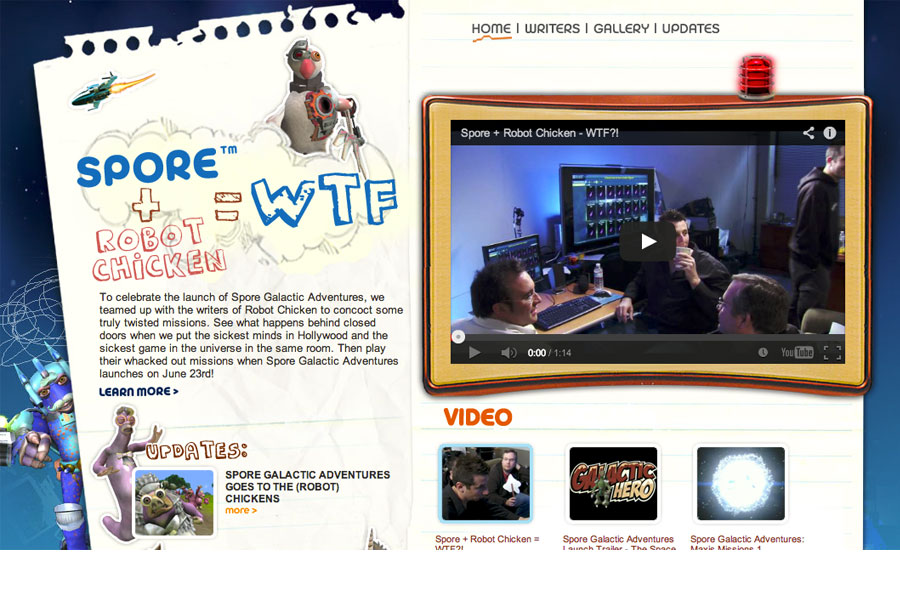 HOME | WRITERS | GALLERY | UPDATES
SPORE™
+ = WTF
ROBOT
CHICKEN
To celebrate the launch of Spore Galactic Adventures, we
teamed up with the writers of Robot Chicken to concoct some
truly twisted missions. See what happens behind closed
doors when we put the sickest minds in Hollywood and the
sickest game in the universe in the same room. Then play
their whacked out missions when Spore Galactic Adventures
launches on June 23rd!
LEARN MORE >
UPDATES:
SPORE GALACTIC ADVENTURES
GOES TO THE (ROBOT)
CHICKENS
more >
Spore + Robot Chicken - WTF?!
0:00 / 1:14
YouTube
VIDEO
GALACTIC
HERO
Spore + Robot Chicken =
WTF?!
Spore Galactic Adventures
Launch Trailer - The Space
Spore Galactic Adventures:
Maxis Missions 1